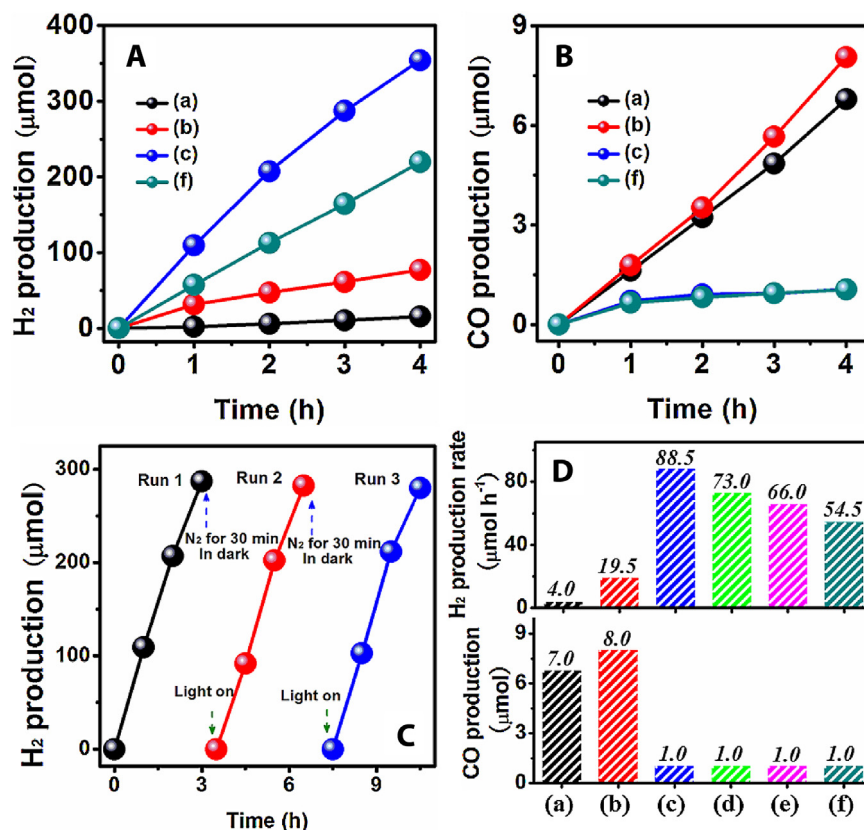 A
H₂ production (μmol)
400
300
200
100
0
(a)
(b)
(c)
(f)
0 1 2 3 4
Time (h)
B
CO production (μmol)
9
6
3
0
(a)
(b)
(c)
(f)
0 1 2 3 4
Time (h)
H₂ production (μmol)
300
200
100
0
Run 1
Run 2
Run 3
N₂ for 30 min
In dark
N₂ for 30 min
In dark
Light on
Light on
C
0 3 6 9
Time (h)
D
H₂ production rate
(μmol h⁻¹)
80
40
0
4.0
19.5
88.5
73.0
66.0
54.5
CO production
(μmol)
8
4
0
7.0
8.0
1.0
1.0
1.0
1.0
(a) (b) (c) (d) (e) (f)